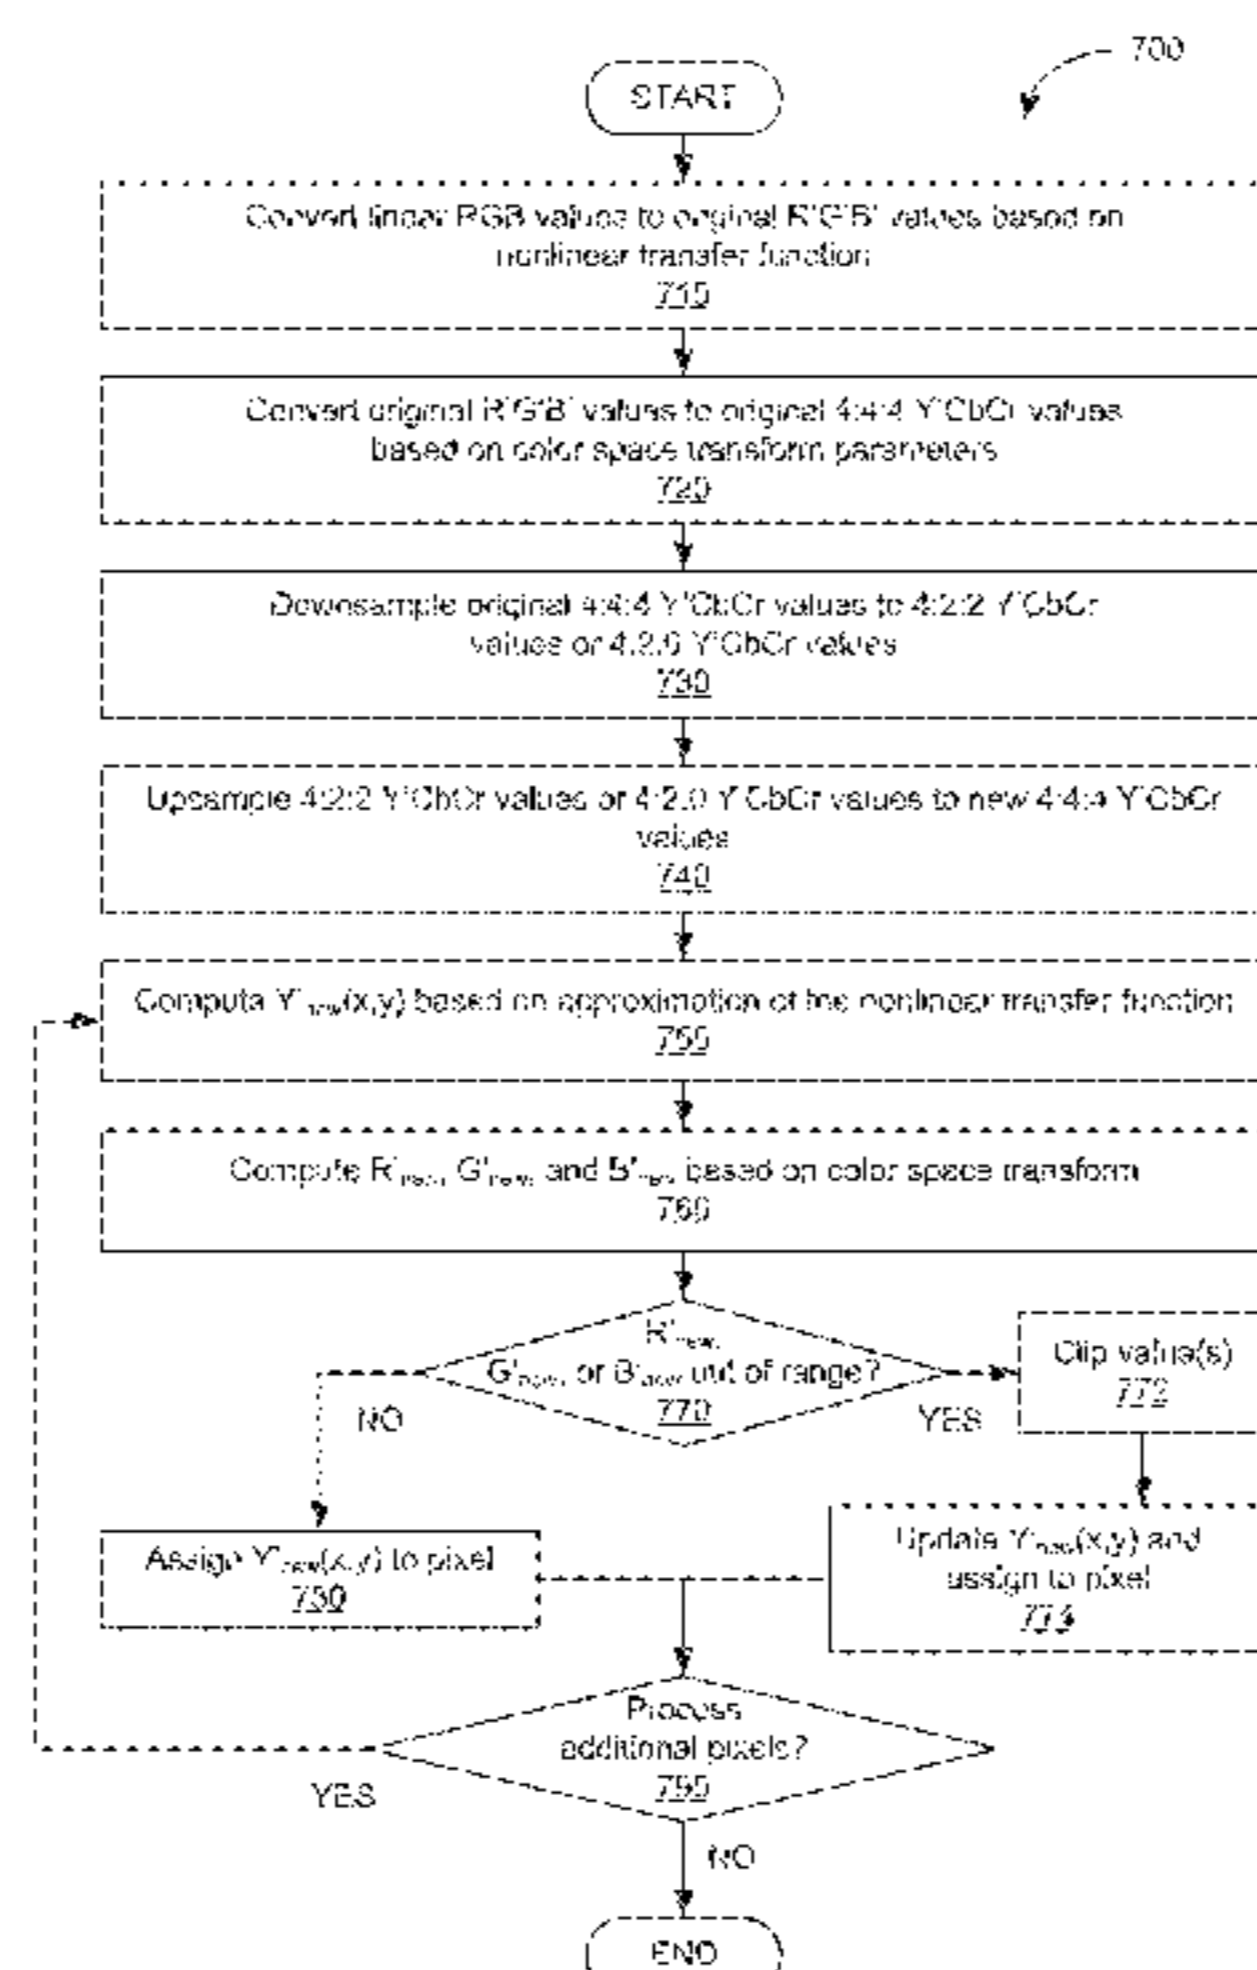 700
START
Convert linear RGB values to original R'G'B' values based on
nonlinear transfer function
715
Convert original R'G'B' values to original 4:4:4 Y'CbCr values
based on color space transform parameters
720
Downsample original 4:4:4 Y'CbCr values to 4:2:2 Y'CbCr
values or 4:2:0 Y'CbCr values
730
Upsample 4:2:2 Y'CbCr values or 4:2:0 Y'CbCr values to new 4:4:4 Y'CbCr
values
740
Compute Y'new(x,y) based on approximation of the nonlinear transfer function
755
Compute R'new, G'new, and B'new based on color space transform
760
R'new,
G'new, or B'new out of range?
770
NO
YES
Clip value(s)
772
Assign Y'new(x,y) to pixel
Update Y'new(x,y) and
assign to pixel
774
Process
additional pixels?
YES
NO
END